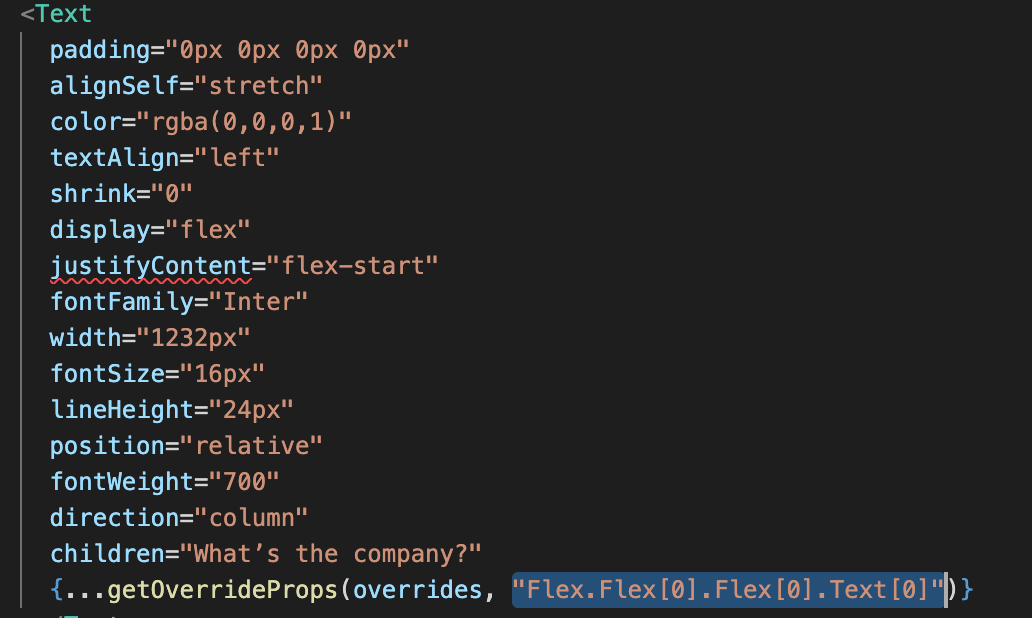 <Text
padding="0px 0px 0px 0px"
alignSelf="stretch"
color="rgba(0,0,0,1)"
textAlign="left"
shrink="0"
display="flex"
justifyContent="flex-start"
fontFamily="Inter"
width="1232px"
fontSize="16px"
lineHeight="24px"
position="relative"
fontWeight="700"
direction="column"
children="What’s the company?"
{...getOverrideProps(overrides, "Flex.Flex[0].Flex[0].Text[0]")}